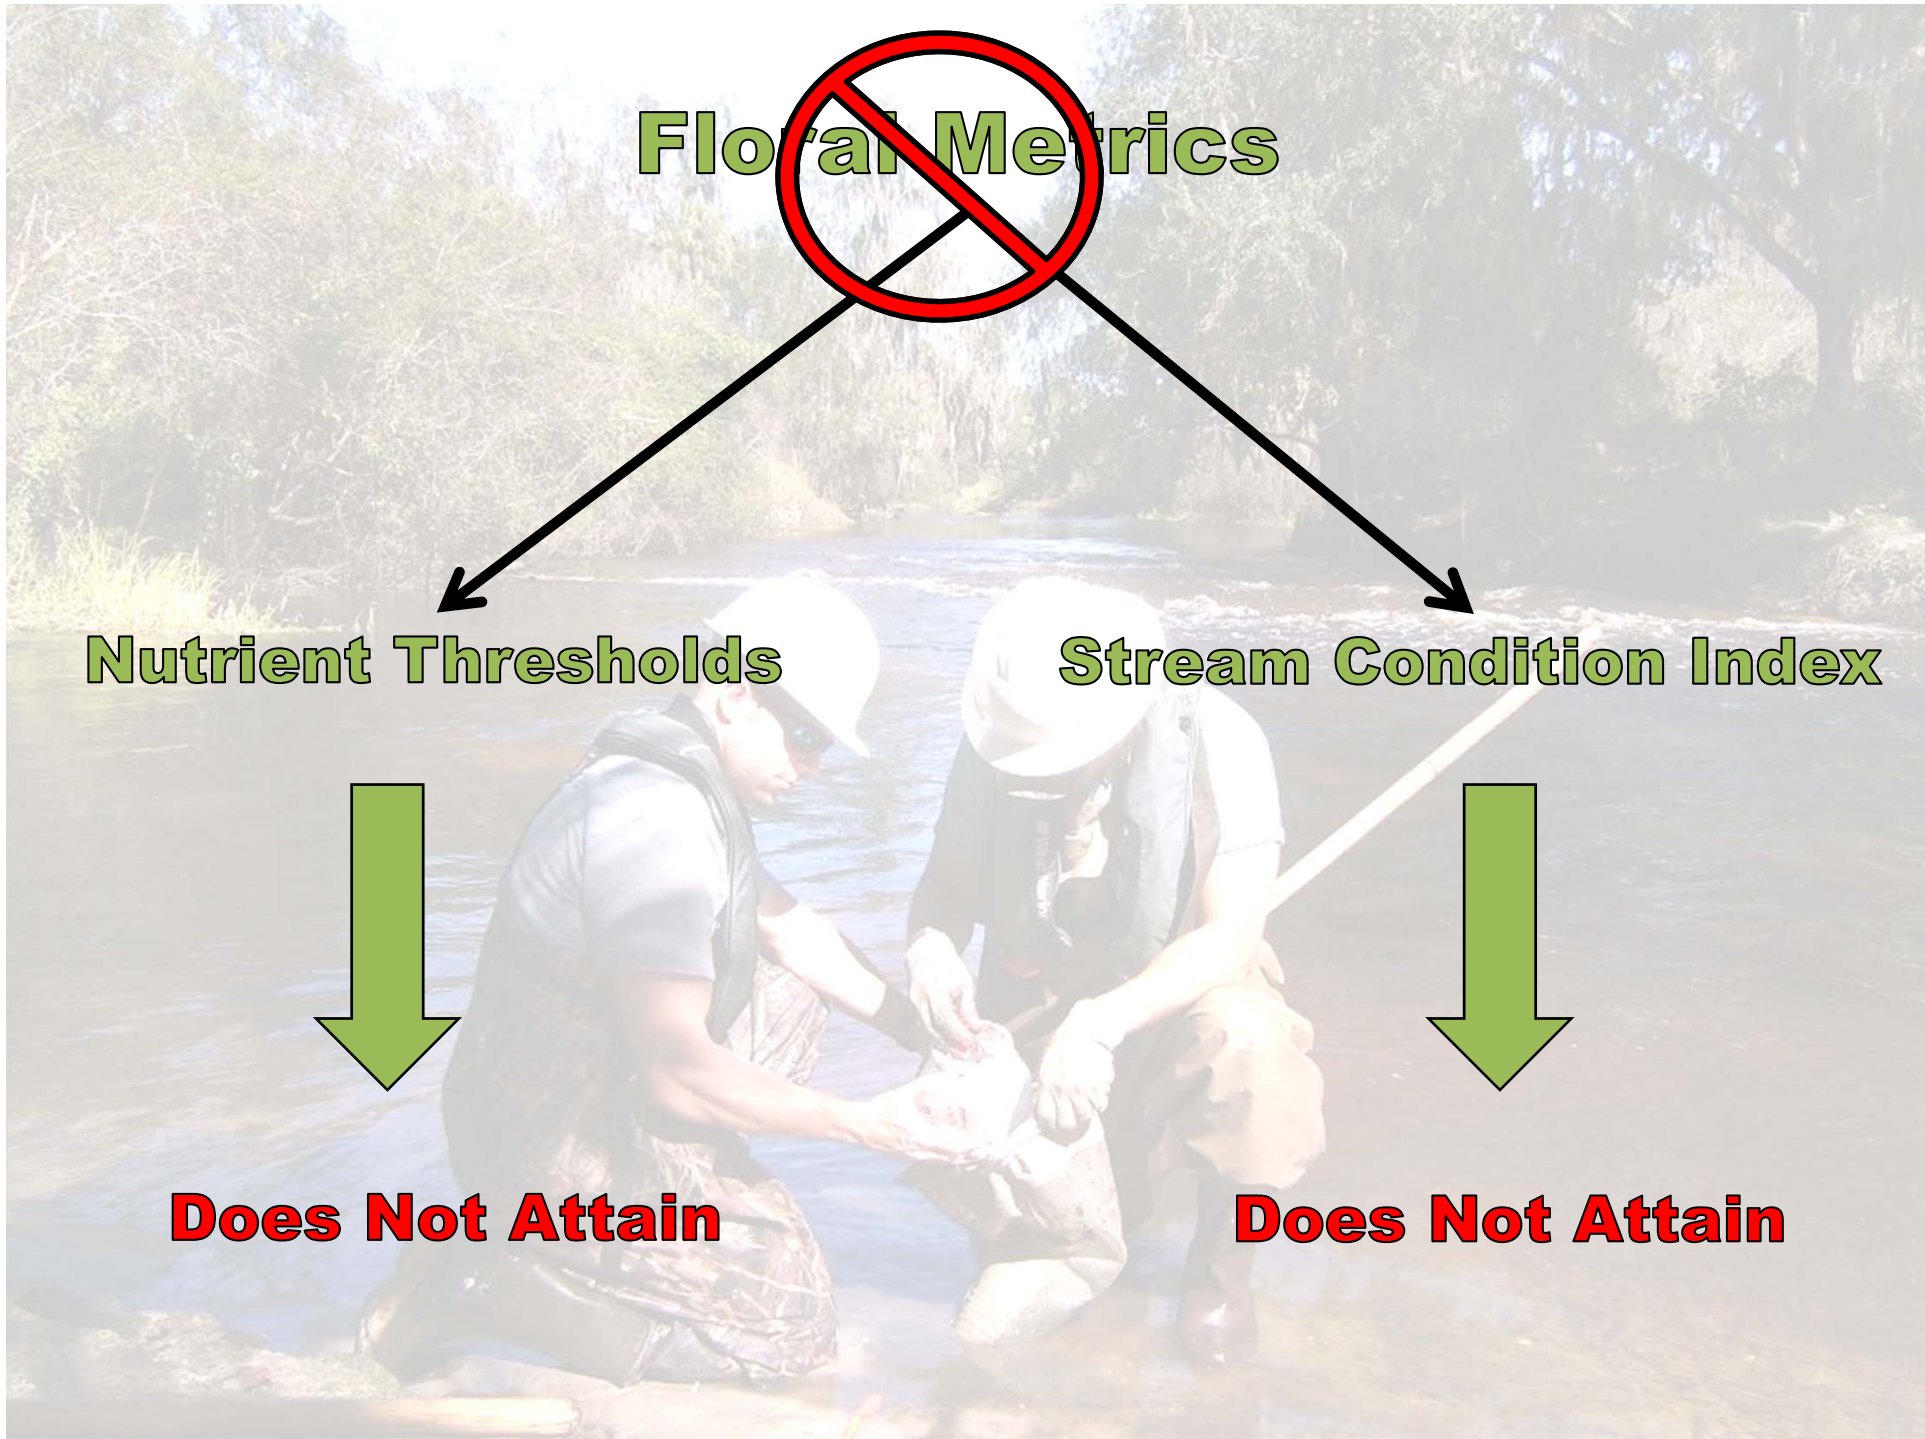 Floral Metrics
Nutrient Thresholds
Stream Condition Index
Does Not Attain
Does Not Attain